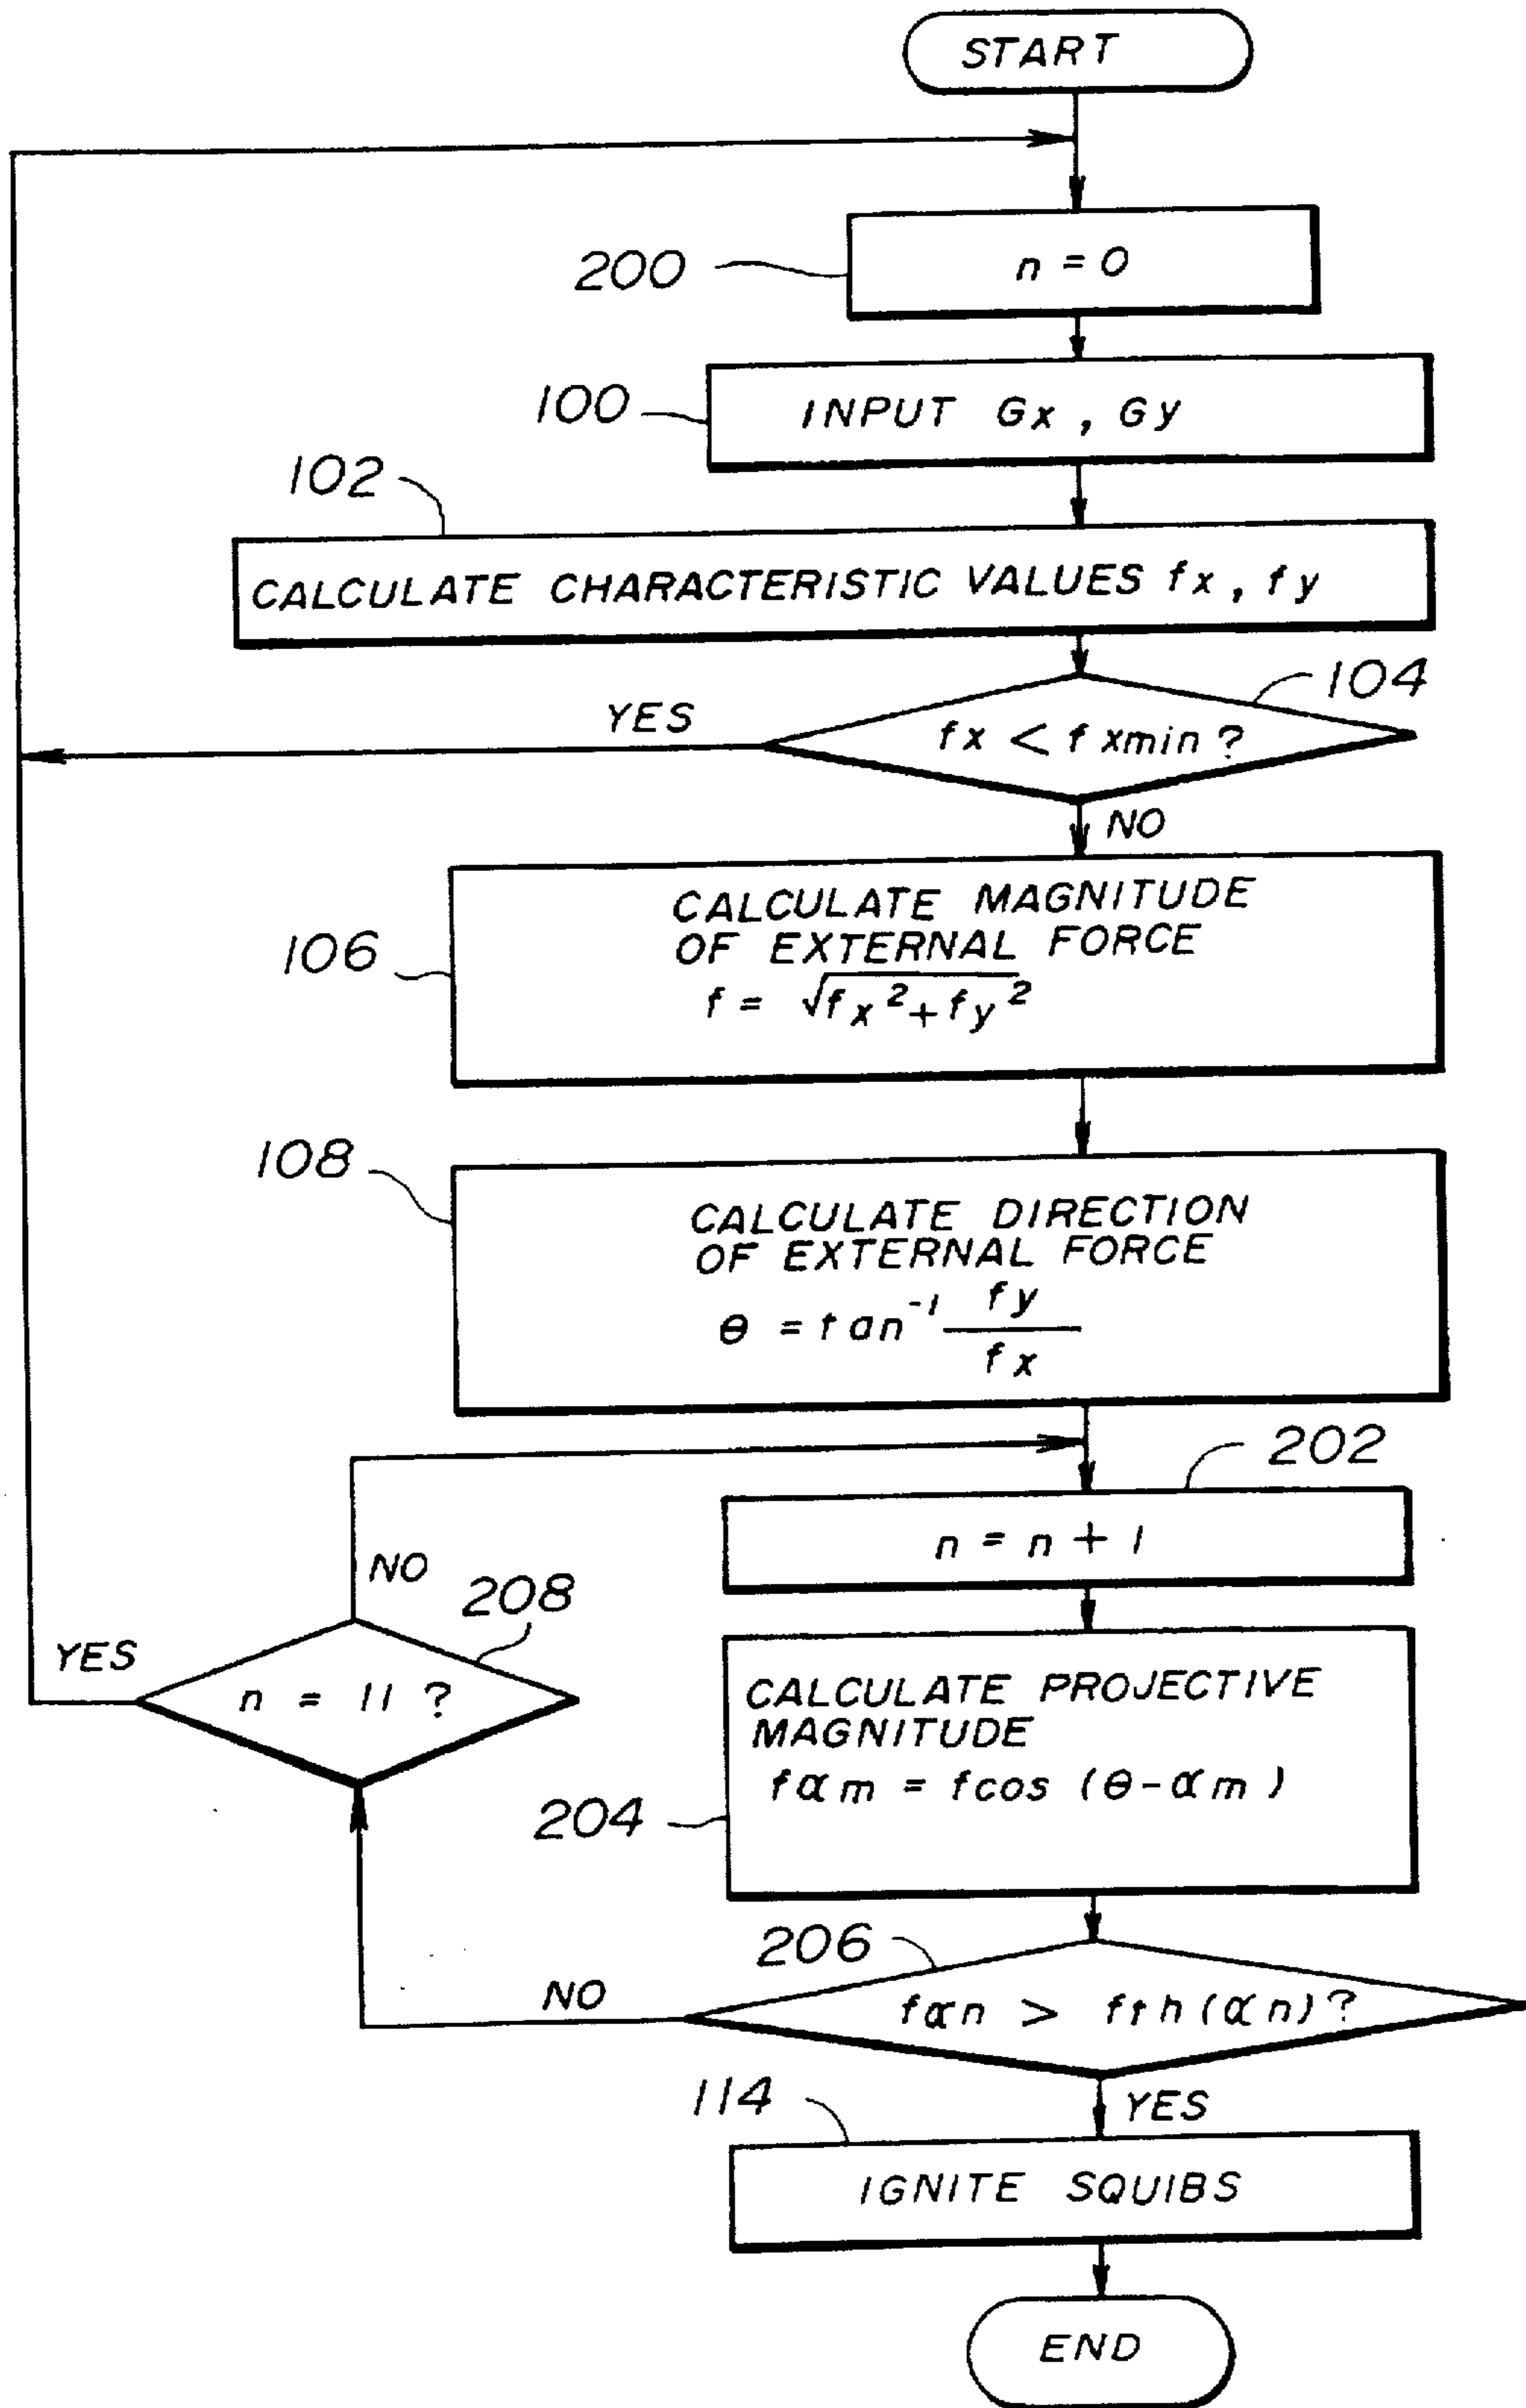 START
200
n = 0
100
INPUT Gx , Gy
102
CALCULATE CHARACTERISTIC VALUES fx , fy
104
YES
fx < fxmin ?
NO
106
CALCULATE MAGNITUDE
OF EXTERNAL FORCE
f = √fx²+fy²
108
CALCULATE DIRECTION
OF EXTERNAL FORCE
θ = tan⁻¹ fy/fx
202
n = n + 1
NO
208
YES
n = 11 ?
CALCULATE PROJECTIVE
MAGNITUDE
fαm = fcos (θ-αm)
204
206
NO
fαn > fth(αn)?
114
YES
IGNITE SQUIBS
END